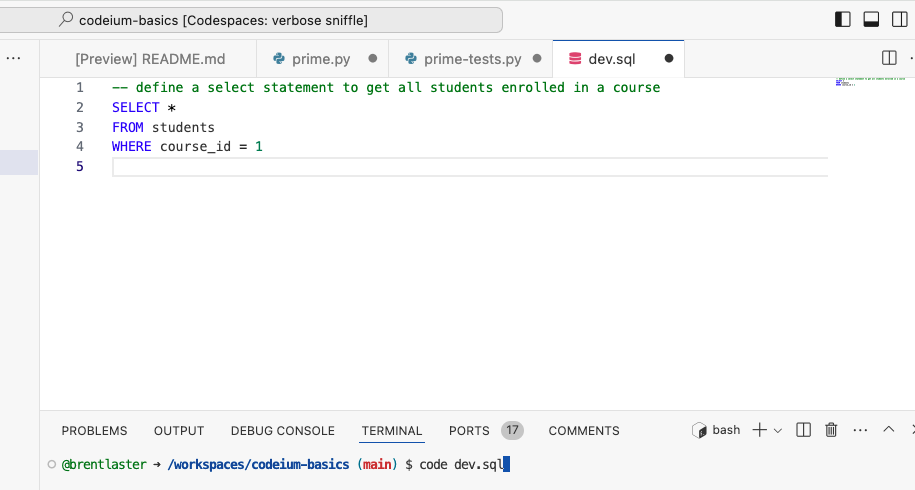 codeium-basics [Codespaces: verbose sniffle]
[Preview] README.md prime.py prime-tests.py dev.sql
1 -- define a select statement to get all students enrolled in a course
2 SELECT *
3 FROM students
4 WHERE course_id = 1
5
PROBLEMS OUTPUT DEBUG CONSOLE TERMINAL PORTS 17 COMMENTS bash
@brentlaster → /workspaces/codeium-basics (main) $ code dev.sql